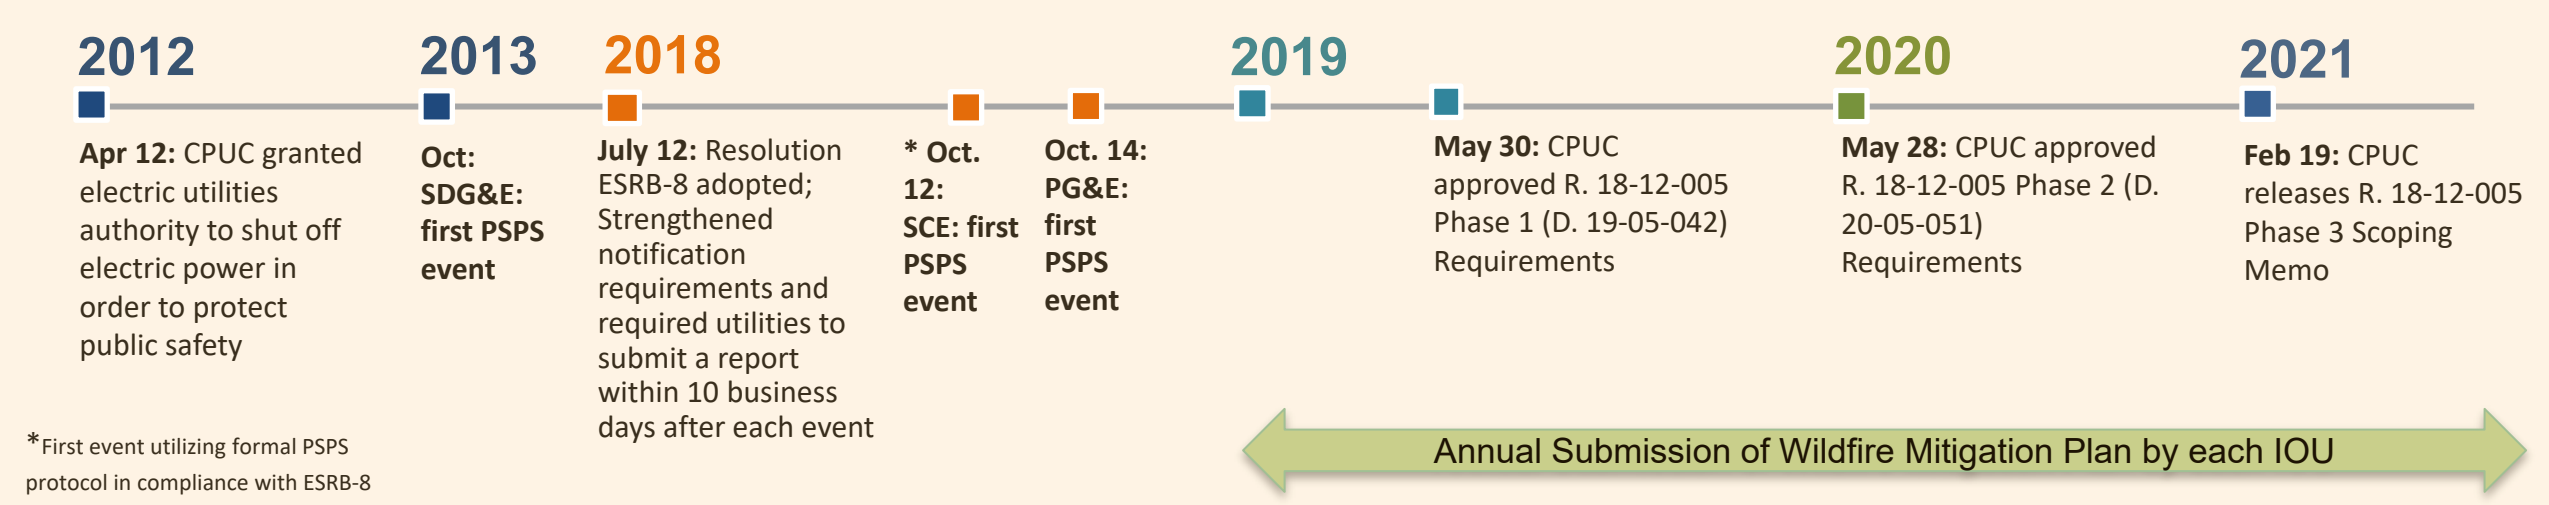 2012
Apr 12: CPUC granted
electric utilities
authority to shut off
electric power in
order to protect
public safety
2013
Oct:
SDG&E:
first PSPS
event
2018
July 12: Resolution
ESRB-8 adopted;
Strengthened
notification
requirements and
required utilities to
submit a report
within 10 business
days after each event
* Oct.
12:
SCE: first
PSPS
event
Oct. 14:
PG&E:
first
PSPS
event
2019
May 30: CPUC
approved R. 18-12-005
Phase 1 (D. 19-05-042)
Requirements
2020
May 28: CPUC approved
R. 18-12-005 Phase 2 (D.
20-05-051)
Requirements
2021
Feb 19: CPUC
releases R. 18-12-005
Phase 3 Scoping
Memo
Annual Submission of Wildfire Mitigation Plan by each IOU
*First event utilizing formal PSPS
protocol in compliance with ESRB-8